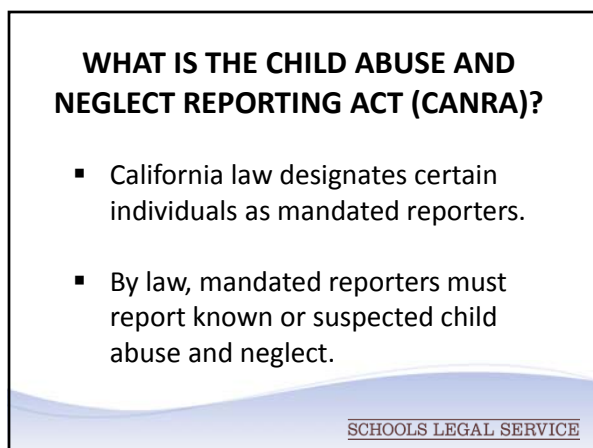 WHAT IS THE CHILD ABUSE AND
NEGLECT REPORTING ACT (CANRA)?
▪ California law designates certain
individuals as mandated reporters.
▪ By law, mandated reporters must
report known or suspected child
abuse and neglect.
SCHOOLS LEGAL SERVICE